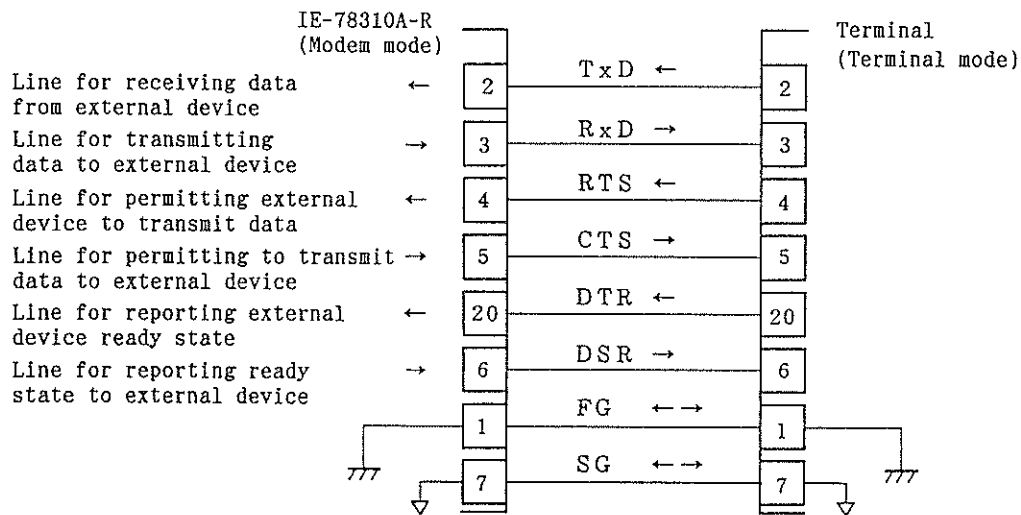 IE-78310A-R
(Modem mode)
Terminal
(Terminal mode)
Line for receiving data ← 2 TxD ← 2
from external device
Line for transmitting → 3 RxD → 3
data to external device
Line for permitting external ← 4 RTS ← 4
device to transmit data
Line for permitting to transmit → 5 CTS → 5
data to external device
Line for reporting external ← 20 DTR ← 20
device ready state
Line for reporting ready → 6 DSR → 6
state to external device
1 FG ←→ 1
7 SG ←→ 7